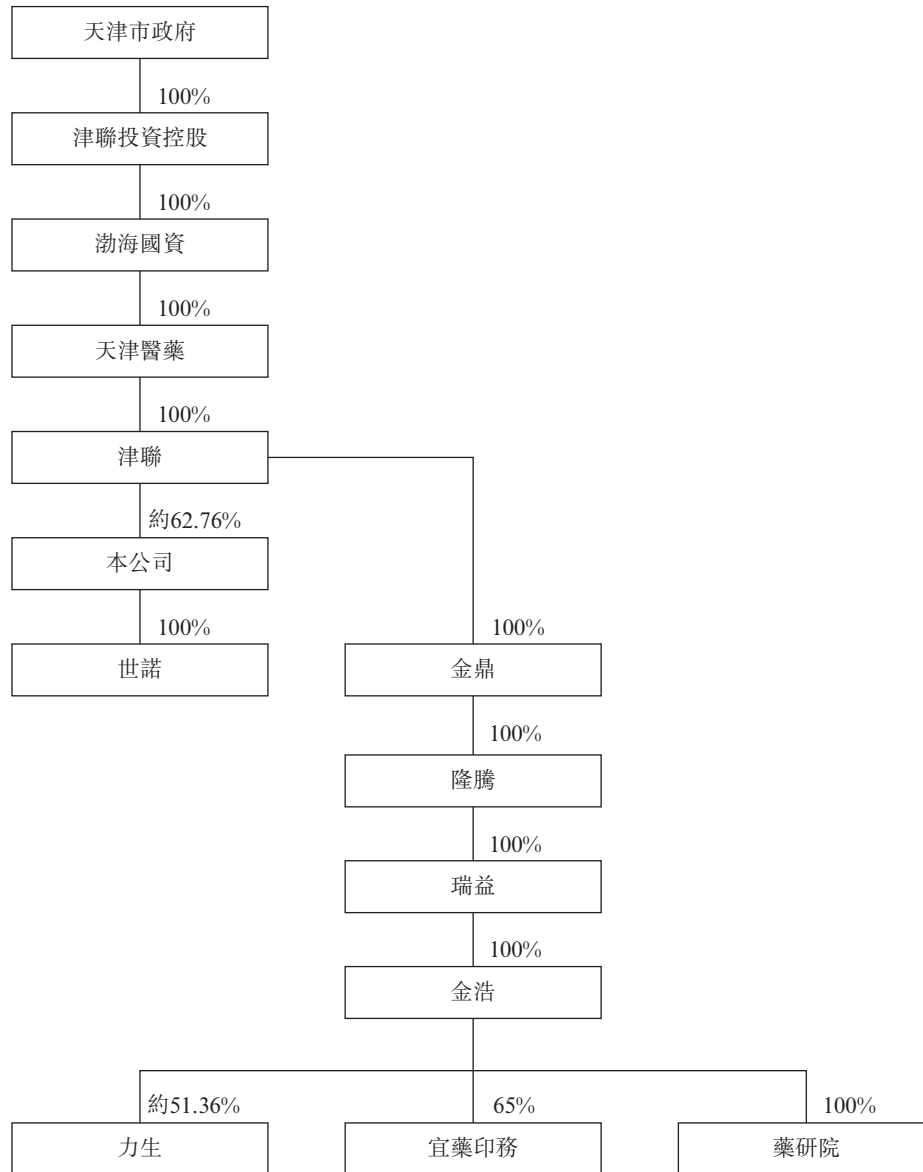 天津市政府
100%
津聯投資控股
100%
渤海國資
100%
天津醫藥
100%
津聯
約62.76%
本公司
100% 100%
世諾 金鼎
100%
隆騰
100%
瑞益
100%
金浩
約51.36% 65% 100%
力生 宜藥印務 藥研院